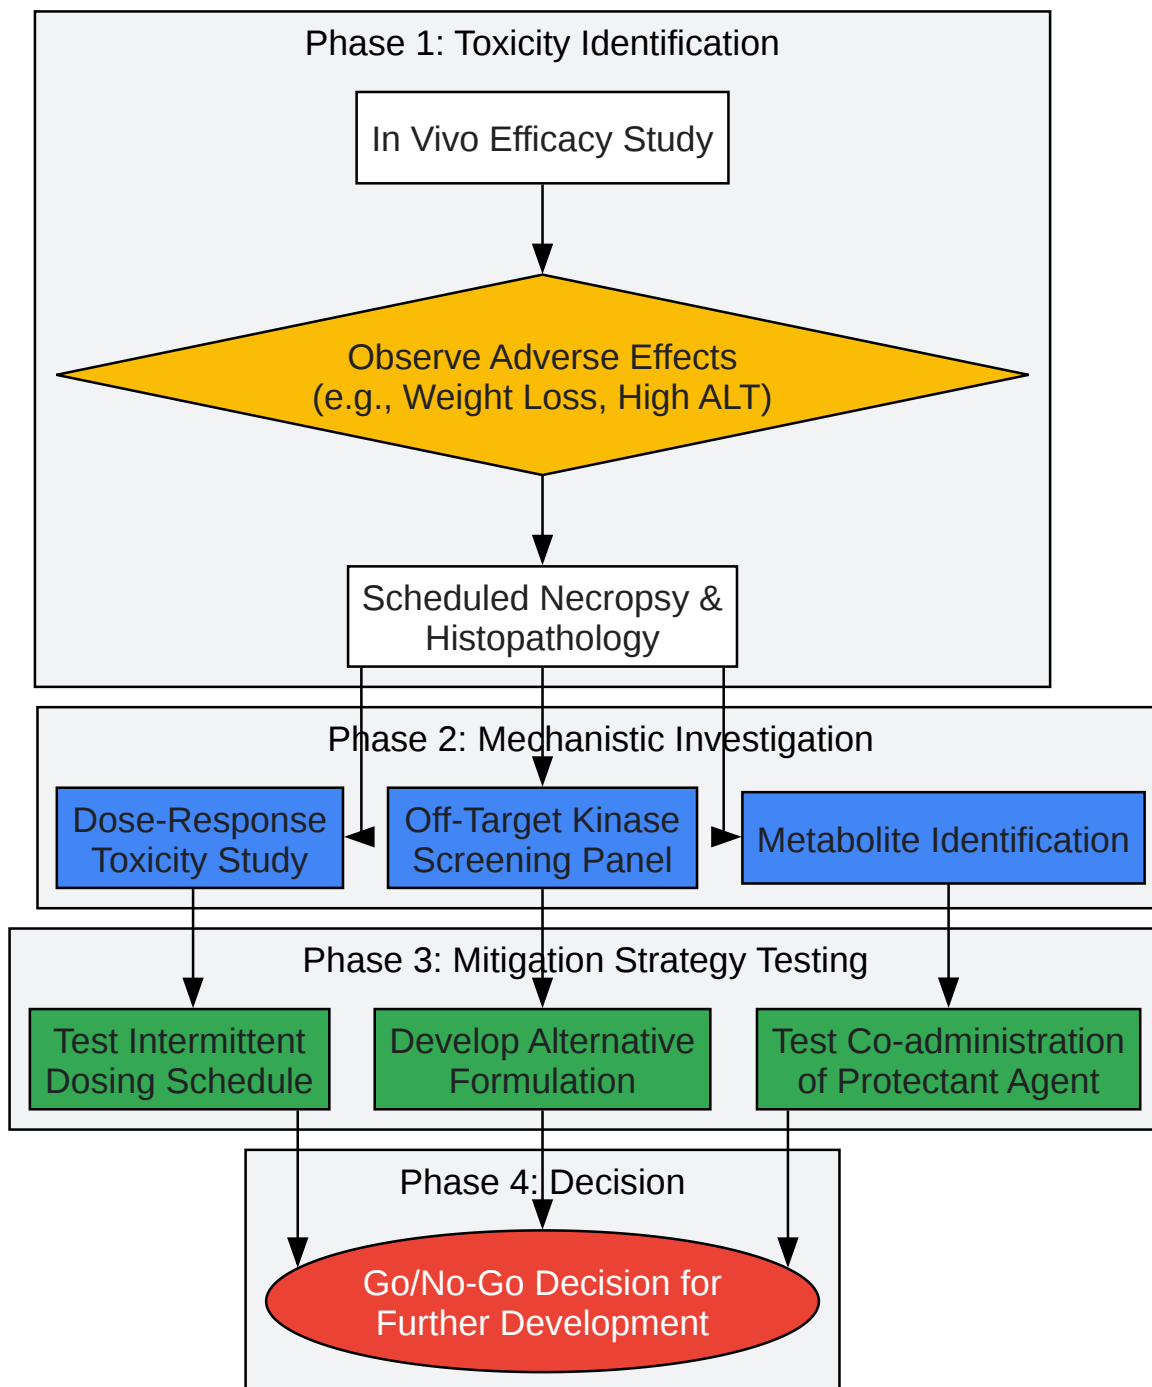 Phase 1: Toxicity Identification
In Vivo Efficacy Study
Observe Adverse Effects
(e.g., Weight Loss, High ALT)
Scheduled Necropsy &
Histopathology
Phase 2: Mechanistic Investigation
Dose-Response
Toxicity Study
Off-Target Kinase
Screening Panel
Metabolite Identification
Phase 3: Mitigation Strategy Testing
Test Intermittent
Dosing Schedule
Develop Alternative
Formulation
Test Co-administration
of Protectant Agent
Phase 4: Decision
Go/No-Go Decision for
Further Development